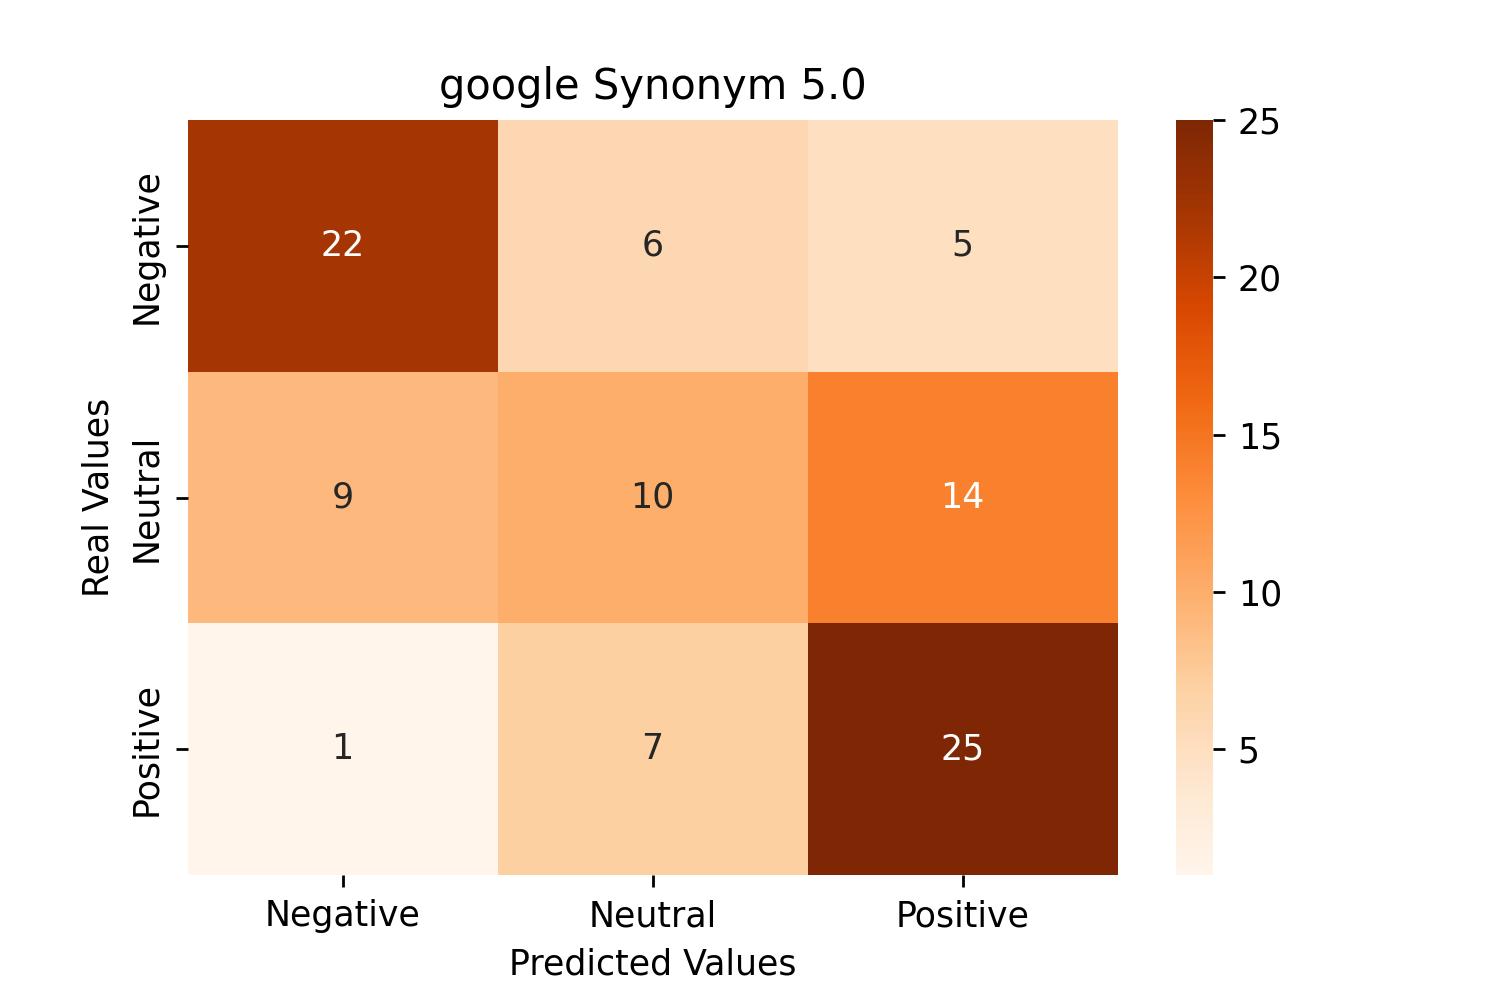 google Synonym 5.0
Real Values
Negative
22 6 5
Neutral
9 10 14
Positive
1 7 25
Negative Neutral Positive
Predicted Values
25
20
15
10
5